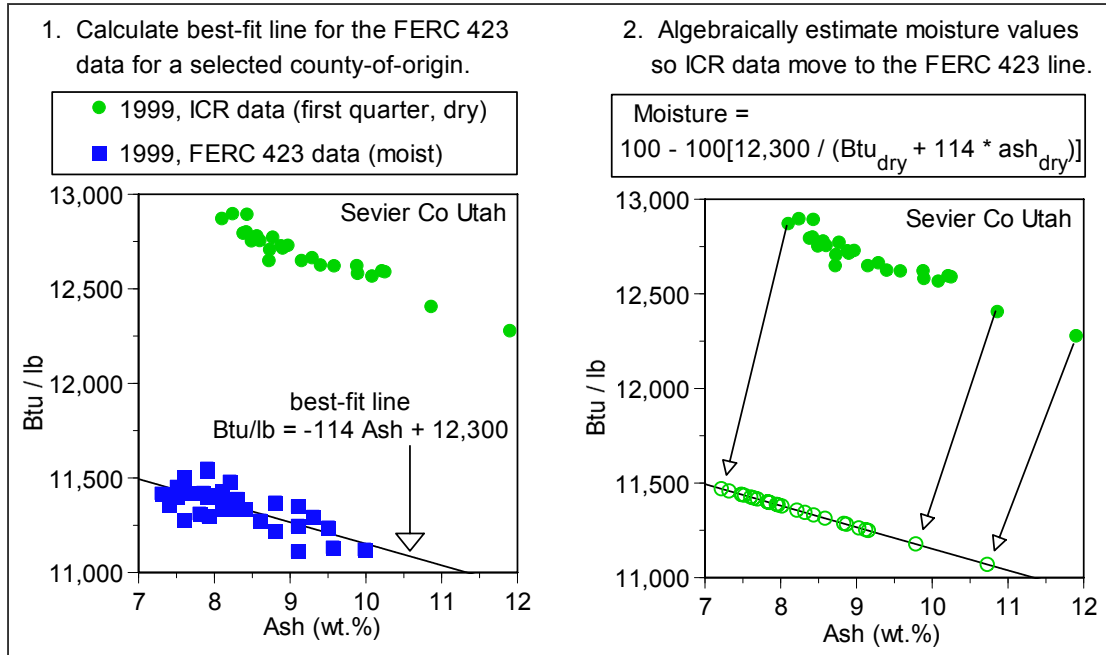 1. Calculate best-fit line for the FERC 423
data for a selected county-of-origin.
1999, ICR data (first quarter, dry)
1999, FERC 423 data (moist)
Sevier Co Utah
13,000
12,500
12,000
11,500
11,000
Btu / lb
best-fit line
Btu/lb = -114 Ash + 12,300
7 8 9 10 11 12
Ash (wt.%)
2. Algebraically estimate moisture values
so ICR data move to the FERC 423 line.
Moisture =
100 - 100[12,300 / (Btu_dry + 114 * ash_dry)]
Sevier Co Utah
13,000
12,500
12,000
11,500
11,000
Btu / lb
7 8 9 10 11 12
Ash (wt.%)